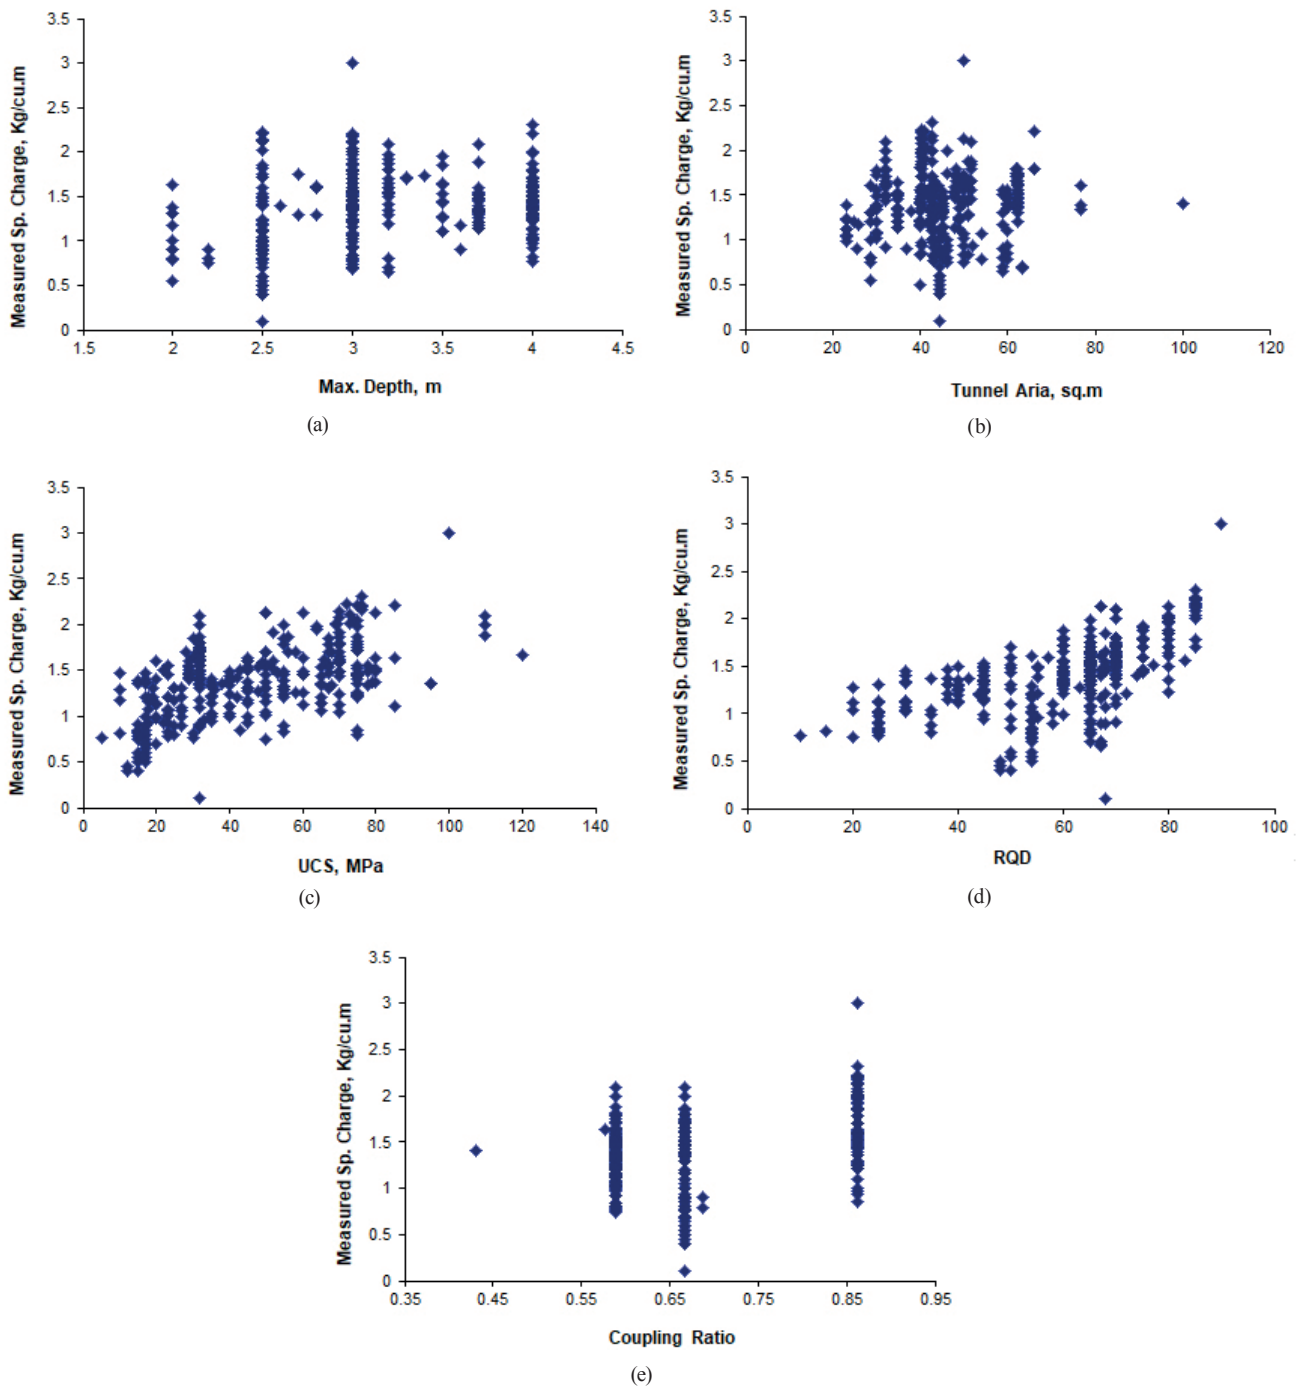 3.5
3
2.5
2
1.5
1
0.5
0
Measured Sp. Charge, Kg/cu.m
1.5 2 2.5 3 3.5 4 4.5
Max. Depth, m
(a)
3.5
3
2.5
2
1.5
1
0.5
0
Measured Sp. Charge, Kg/cu.m
0 20 40 60 80 100 120
Tunnel Aria, sq.m
(b)
3.5
3
2.5
2
1.5
1
0.5
0
Measured Sp. Charge, Kg/cu.m
0 20 40 60 80 100 120 140
UCS, MPa
(c)
3.5
3
2.5
2
1.5
1
0.5
0
Measured Sp. Charge, Kg/cu.m
0 20 40 60 80 100
RQD
(d)
3.5
3
2.5
2
1.5
1
0.5
0
Measured Sp. Charge, Kg/cu.m
0.35 0.45 0.55 0.65 0.75 0.85 0.95
Coupling Ratio
(e)